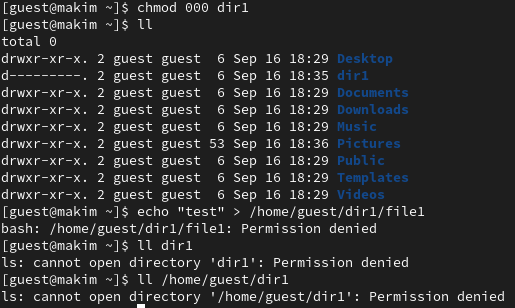 [guest@makim ~]$ chmod 000 dir1
[guest@makim ~]$ ll
total 0
drwxr-xr-x. 2 guest guest  6 Sep 16 18:29 Desktop
d---------. 2 guest guest  6 Sep 16 18:35 dir1
drwxr-xr-x. 2 guest guest  6 Sep 16 18:29 Documents
drwxr-xr-x. 2 guest guest  6 Sep 16 18:29 Downloads
drwxr-xr-x. 2 guest guest  6 Sep 16 18:29 Music
drwxr-xr-x. 2 guest guest 53 Sep 16 18:36 Pictures
drwxr-xr-x. 2 guest guest  6 Sep 16 18:29 Public
drwxr-xr-x. 2 guest guest  6 Sep 16 18:29 Templates
drwxr-xr-x. 2 guest guest  6 Sep 16 18:29 Videos
[guest@makim ~]$ echo "test" > /home/guest/dir1/file1
bash: /home/guest/dir1/file1: Permission denied
[guest@makim ~]$ ll dir1
ls: cannot open directory 'dir1': Permission denied
[guest@makim ~]$ ll /home/guest/dir1
ls: cannot open directory '/home/guest/dir1': Permission denied